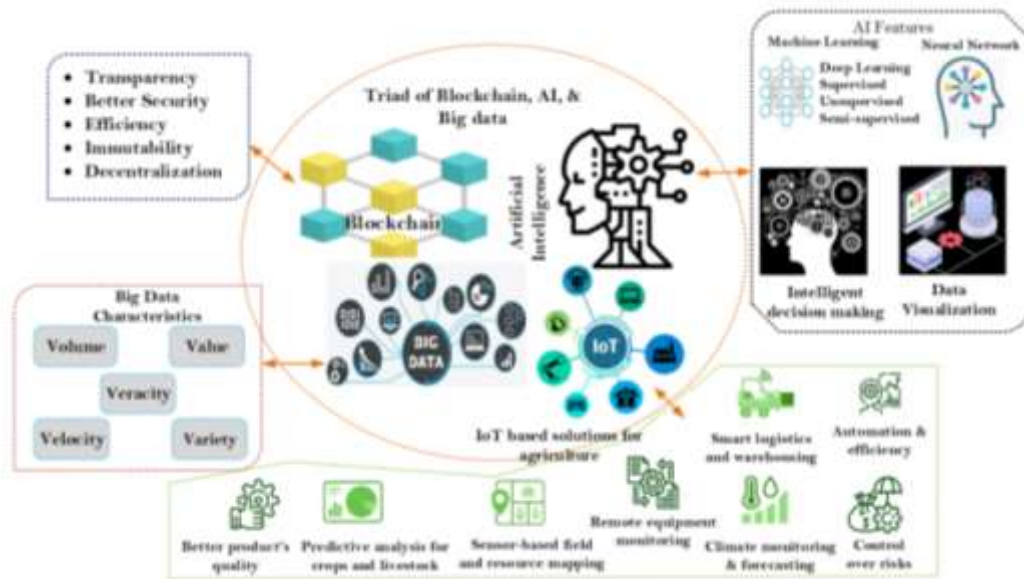 Transparency
Better Security
Efficiency
Immutability
Decentralization
Triad of Blockchain, AI, &
Big data
Blockchain
Artificial
Intelligence
AI Features
Machine Learning
Neural Network
Deep Learning
Supervised
Unsupervised
Semi-supervised
Intelligent
decision making
Data
Visualization
Big Data
Characteristics
Volume
Value
Veracity
Velocity
Variety
BIG
DATA
IoT
IoT based solutions for
agriculture
Smart logistics
and warehousing
Automation &
efficiency
Better product's
quality
Predictive analysis for
crops and livestock
Sensor-based field
and resource mapping
Remote equipment
monitoring
Climate monitoring
& forecasting
Control
over risks